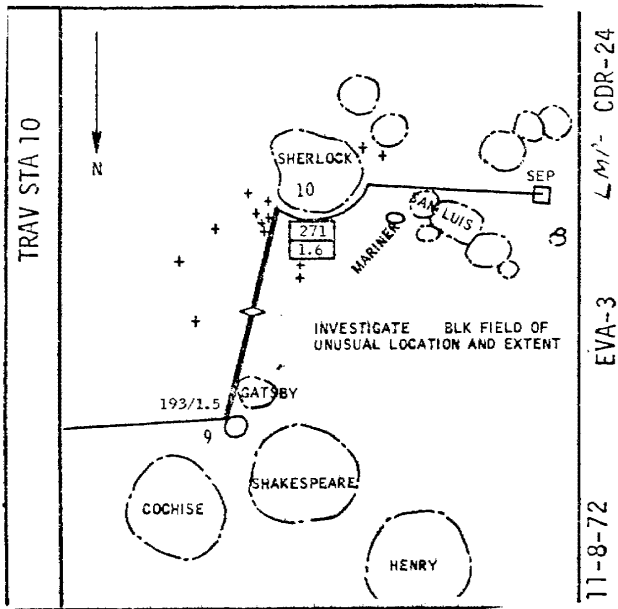 TRAV STA 10
N
SHERLOCK
10
271
1.6
SEP
SAN LUIS
MARINER
INVESTIGATE BLK FIELD OF
UNUSUAL LOCATION AND EXTENT
193/1.5
GATSBY
9
SHAKESPEARE
COCHISE
HENRY
LMP- CDR-24
EVA-3
11-8-72